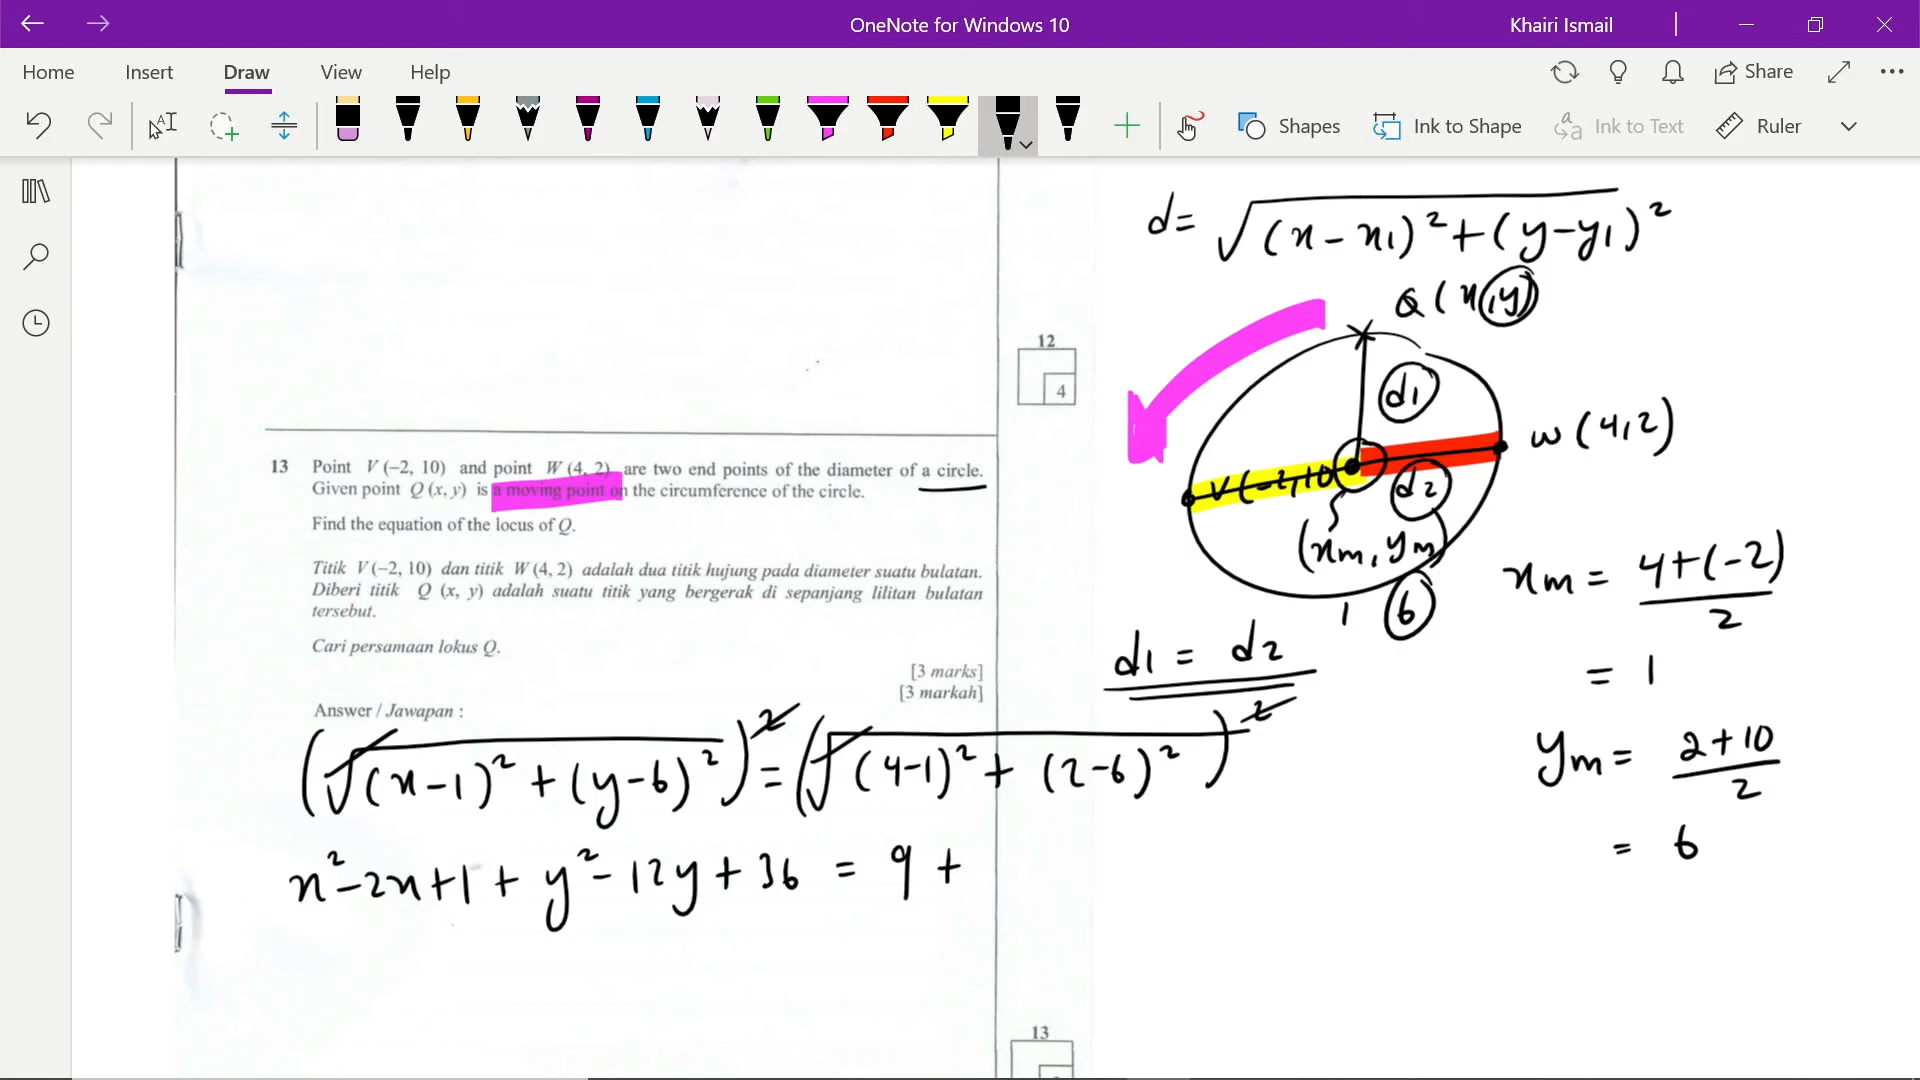 OneNote for Windows 10
Khairi Ismail
Home Insert Draw View Help
Share
Shapes Ink to Shape Ink to Text Ruler
d= √(x-x1)²+(y-y1)²
Q(x,y)
12
4
d1
W(4,2)
V(-2,10)
d2
(xm, ym)
1 6
13 Point V(−2, 10) and point W(4, 2) are two end points of the diameter of a circle.
Given point Q(x, y) is a moving point on the circumference of the circle.
Find the equation of the locus of Q.
Titik V(−2, 10) dan titik W(4, 2) adalah dua titik hujung pada diameter suatu bulatan.
Diberi titik Q (x, y) adalah suatu titik yang bergerak di sepanjang lilitan bulatan
tersebut.
Cari persamaan lokus Q.
[3 marks]
[3 markah]
Answer / Jawapan :
d1 = d2
xm = 4+(-2)
2
= 1
ym = 2+10
2
= 6
(√(x-1)²+(y-6)²)² = (√(4-1)²+(2-6)²)²
x²-2x+1+y²-12y+36 = 9+
13